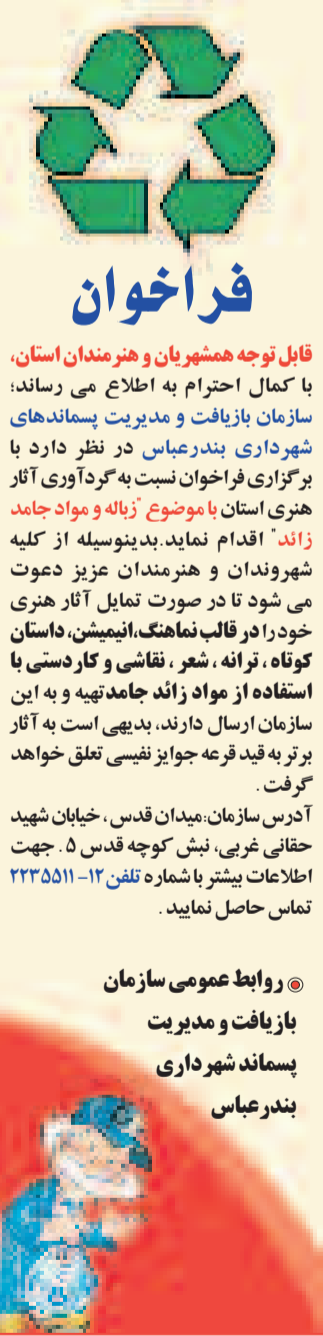 فراخوان
قابل توجه همشهریان و هنرمندان استان،
با کمال احترام به اطلاع می رساند؛
سازمان بازیافت و مدیریت پسماندهای
شهرداری بندرعباس در نظر دارد با
برگزاری فراخوان نسبت به گردآوری آثار
هنری استان با موضوع "زباله و مواد جامد
زائد" اقدام نماید.بدینوسیله از کلیه
شهروندان و هنرمندان عزیز دعوت
می شود تا در صورت تمایل آثار هنری
خود را در قالب نماهنگ،انیمیشن، داستان
کوتاه ، ترانه ، شعر ، نقاشی و کاردستی با
استفاده از مواد زائد جامدتهیه و به این
سازمان ارسال دارند، بدیهی است به آثار
برتر به قید قرعه جوایز نفیسی تعلق خواهد
گرفت .
آدرس سازمان:میدان قدس ، خیابان شهید
حقانی غربی، نبش کوچه قدس ۵ . جهت
اطلاعات بیشتر با شماره تلفن ۱۲- ۲۲۳۵۵۱۱
تماس حاصل نمایید .
روابط عمومی سازمان
بازیافت و مدیریت
پسماند شهرداری
بندرعباس